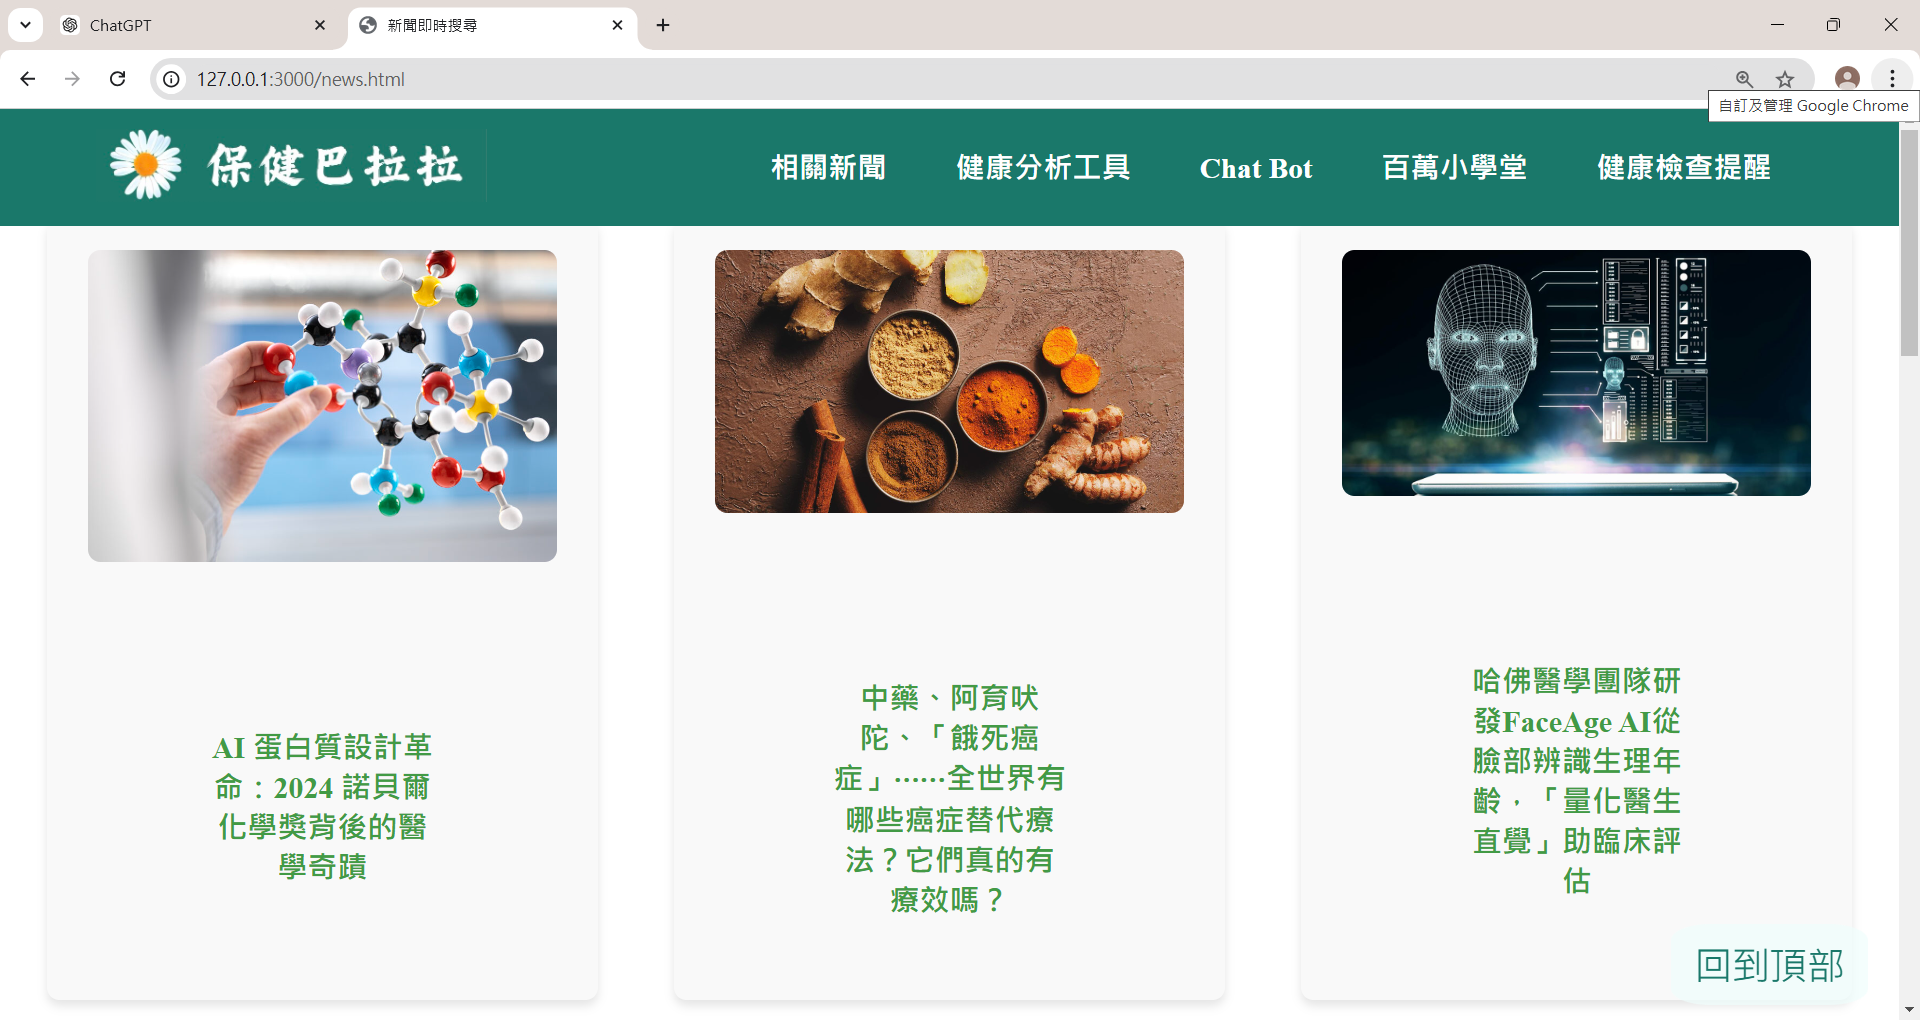 ChatGPT
新聞即時搜尋
127.0.0.1:3000/news.html
自訂及管理 Google Chrome
保健巴拉拉
相關新聞
健康分析工具
Chat Bot
百萬小學堂
健康檢查提醒
AI 蛋白質設計革
命：2024 諾貝爾
化學獎背後的醫
學奇蹟
中藥、阿育吠
陀、「餓死癌
症」……全世界有
哪些癌症替代療
法？它們真的有
療效嗎？
哈佛醫學團隊研
發FaceAge AI從
臉部辨識生理年
齡，「量化醫生
直覺」助臨床評
估
回到頂部